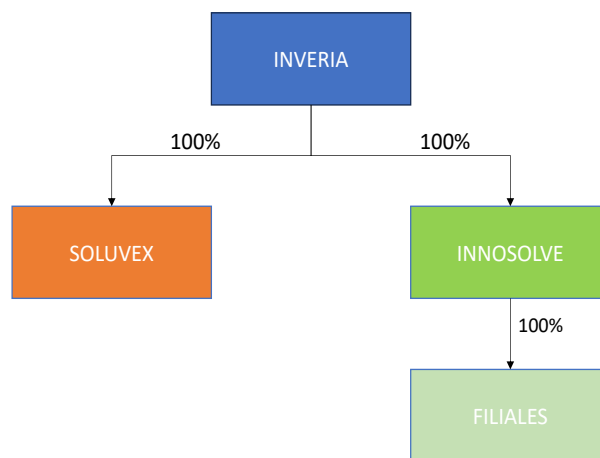 INVERIA
100%
100%
SOLUVEX
INNOSOLVE
100%
FILIALES